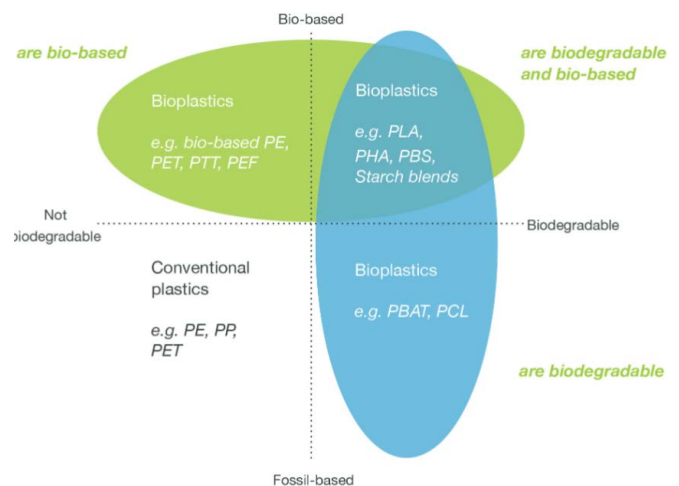 Bio-based
are bio-based
are biodegradable
and bio-based
Bioplastics
e.g. bio-based PE,
PET, PTT, PEF
Bioplastics
e.g. PLA,
PHA, PBS,
Starch blends
Not
biodegradable
Biodegradable
Conventional
plastics
e.g. PE, PP,
PET
Bioplastics
e.g. PBAT, PCL
are biodegradable
Fossil-based